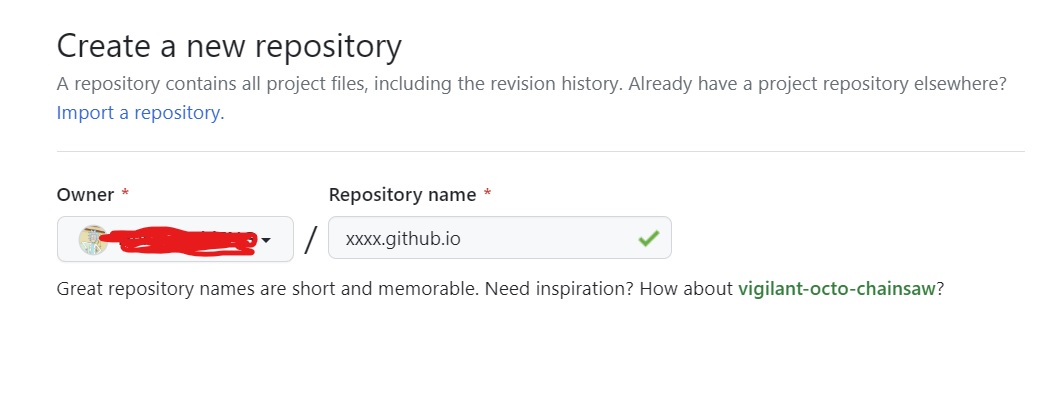 Create a new repository
A repository contains all project files, including the revision history. Already have a project repository elsewhere?
Import a repository.
Owner * Repository name *
/ xxxx.github.io
Great repository names are short and memorable. Need inspiration? How about vigilant-octo-chainsaw?